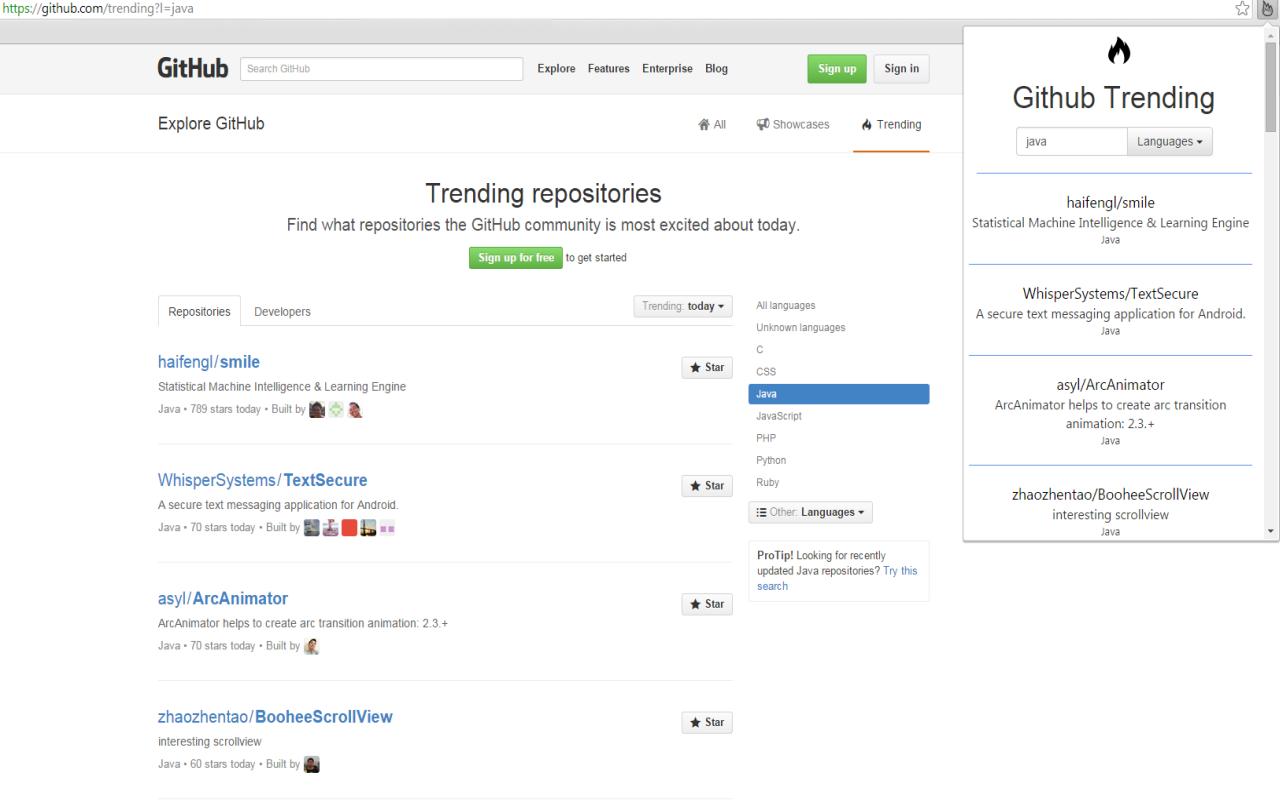 https://github.com/trending?l=java
GitHub
Search GitHub
Explore Features Enterprise Blog
Sign up
Sign in
Explore GitHub
All
Showcases
Trending
Trending repositories
Find what repositories the GitHub community is most excited about today.
Sign up for free to get started
Repositories
Developers
Trending: today
haifengl/smile
Star
Statistical Machine Intelligence & Learning Engine
Java • 789 stars today • Built by
WhisperSystems/TextSecure
Star
A secure text messaging application for Android.
Java • 70 stars today • Built by
asyl/ArcAnimator
Star
ArcAnimator helps to create arc transition animation: 2.3.+
Java • 70 stars today • Built by
zhaozhentao/BooheeScrollView
Star
interesting scrollview
Java • 60 stars today • Built by
All languages
Unknown languages
C
CSS
Java
JavaScript
PHP
Python
Ruby
Other: Languages
ProTip! Looking for recently
updated Java repositories? Try this
search
Github Trending
java
Languages
haifengl/smile
Statistical Machine Intelligence & Learning Engine
Java
WhisperSystems/TextSecure
A secure text messaging application for Android.
Java
asyl/ArcAnimator
ArcAnimator helps to create arc transition
animation: 2.3.+
Java
zhaozhentao/BooheeScrollView
interesting scrollview
Java